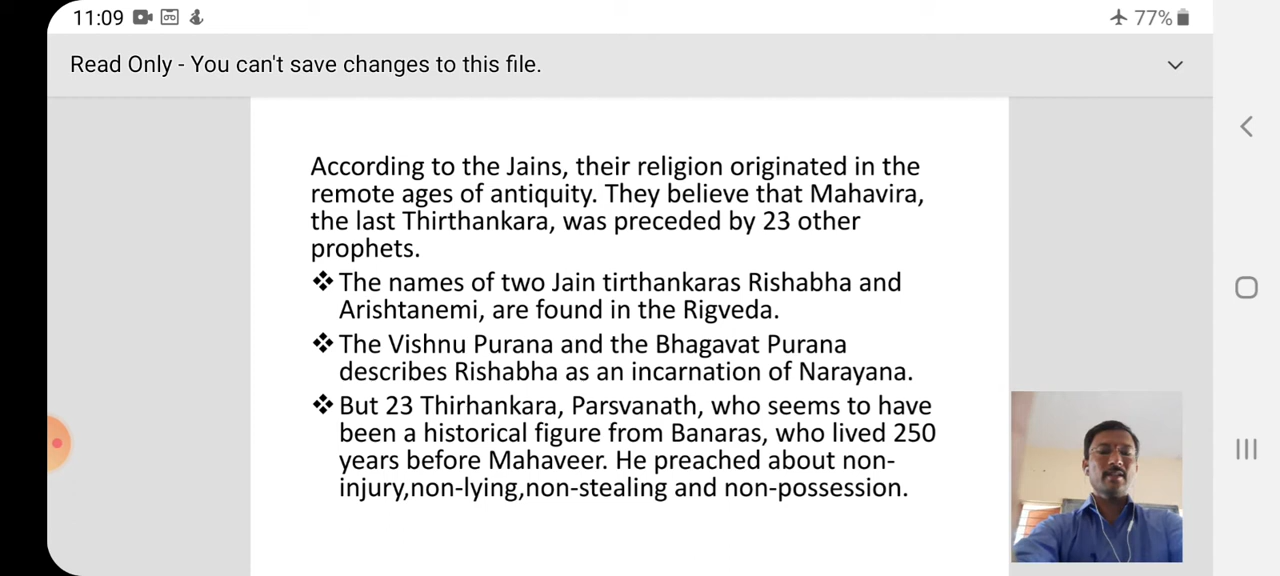 11:09
77%
Read Only - You can't save changes to this file.
According to the Jains, their religion originated in the
remote ages of antiquity. They believe that Mahavira,
the last Thirthankara, was preceded by 23 other
prophets.
❖ The names of two Jain tirthankaras Rishabha and
Arishtanemi, are found in the Rigveda.
❖ The Vishnu Purana and the Bhagavat Purana
describes Rishabha as an incarnation of Narayana.
❖ But 23 Thirhankara, Parsvanath, who seems to have
been a historical figure from Banaras, who lived 250
years before Mahaveer. He preached about non-
injury,non-lying,non-stealing and non-possession.